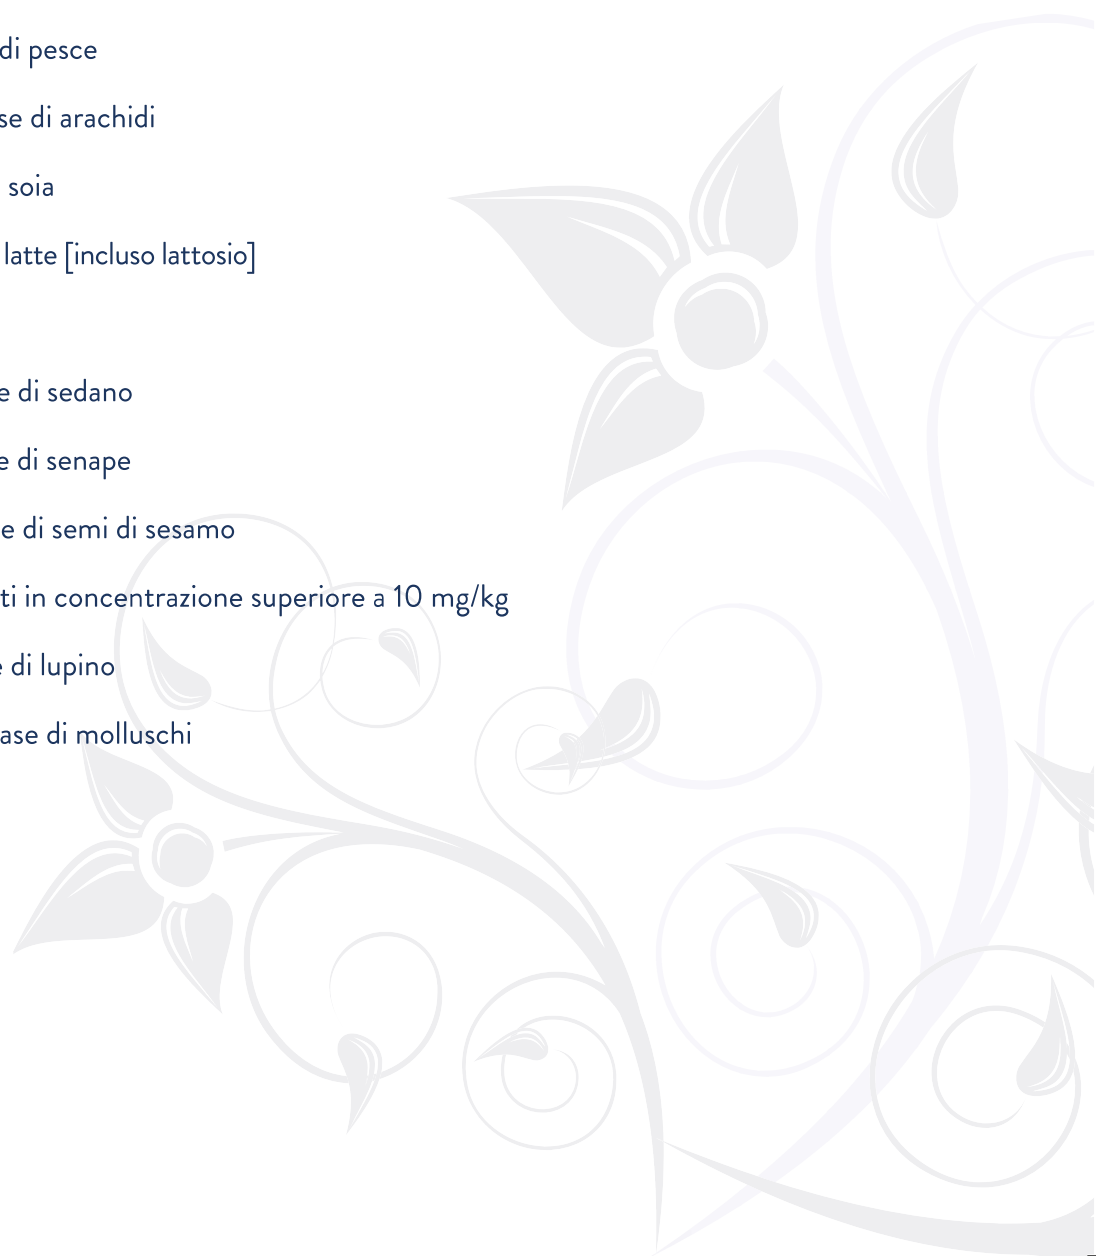 di pesce
se di arachidi
soia
latte [incluso lattosio]
e di sedano
e di senape
e di semi di sesamo
ti in concentrazione superiore a 10 mg/kg
e di lupino
ase di molluschi